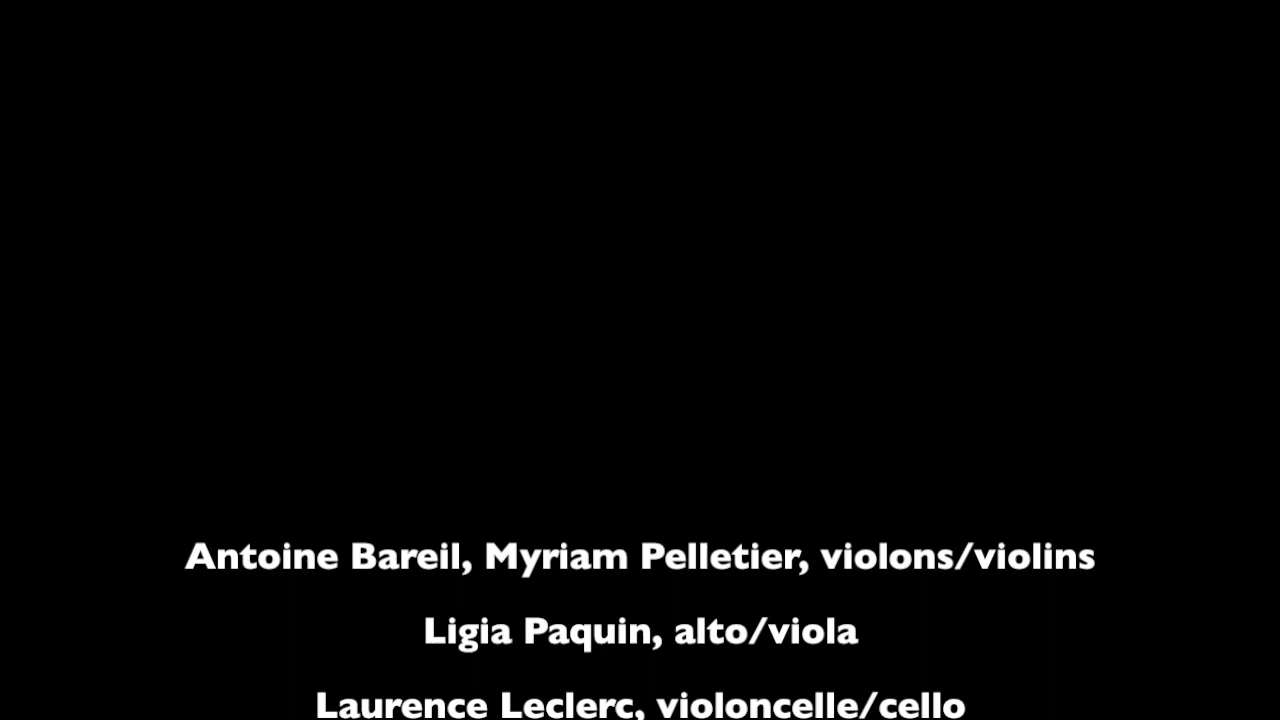 Antoine Bareil, Myriam Pelletier, violons/violins
Ligia Paquin, alto/viola
Laurence Leclerc, violoncelle/cello